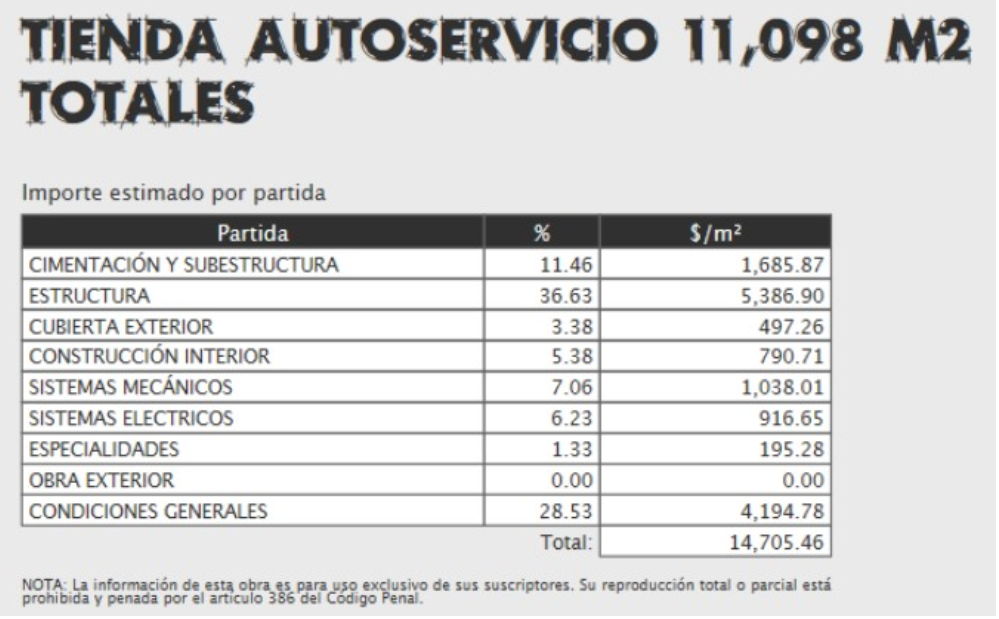 TIENDA AUTOSERVICIO 11,098 M2
TOTALES
Importe estimado por partida
Partida % $/m²
CIMENTACIÓN Y SUBESTRUCTURA 11.46 1,685.87
ESTRUCTURA 36.63 5,386.90
CUBIERTA EXTERIOR 3.38 497.26
CONSTRUCCIÓN INTERIOR 5.38 790.71
SISTEMAS MECÁNICOS 7.06 1,038.01
SISTEMAS ELECTRICOS 6.23 916.65
ESPECIALIDADES 1.33 195.28
OBRA EXTERIOR 0.00 0.00
CONDICIONES GENERALES 28.53 4,194.78
Total: 14,705.46
NOTA: La información de esta obra es para uso exclusivo de sus suscriptores. Su reproducción total o parcial está
prohibida y penada por el artículo 386 del Código Penal.